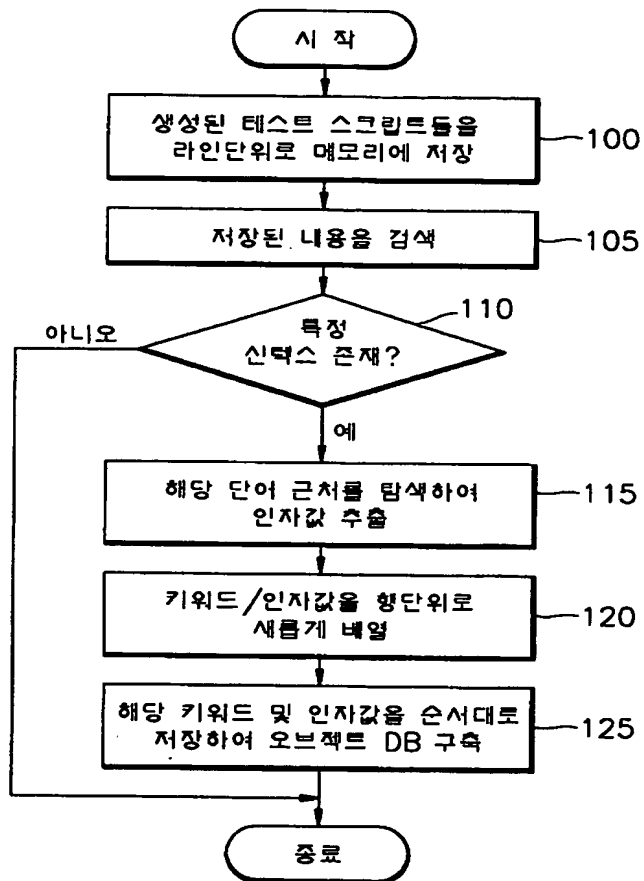 시 작
생성된 테스트 스크립트들을
라인단위로 메모리에 저장
100
저장된 내용을 검색
105
110
특정
신택스 존재?
아니오
예
해당 단어 근처를 탐색하여
인자값 추출
115
키워드/인자값을 행단위로
새롭게 배열
120
해당 키워드 및 인자값을 순서대로
저장하여 오브젝트 DB 구축
125
종료